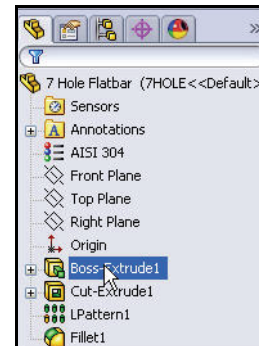 »
7 Hole Flatbar (7HOLE<<Default>
Sensors
A Annotations
AISI 304
Front Plane
Top Plane
Right Plane
Origin
Boss-Extrude1
Cut-Extrude1
LPattern1
Fillet1